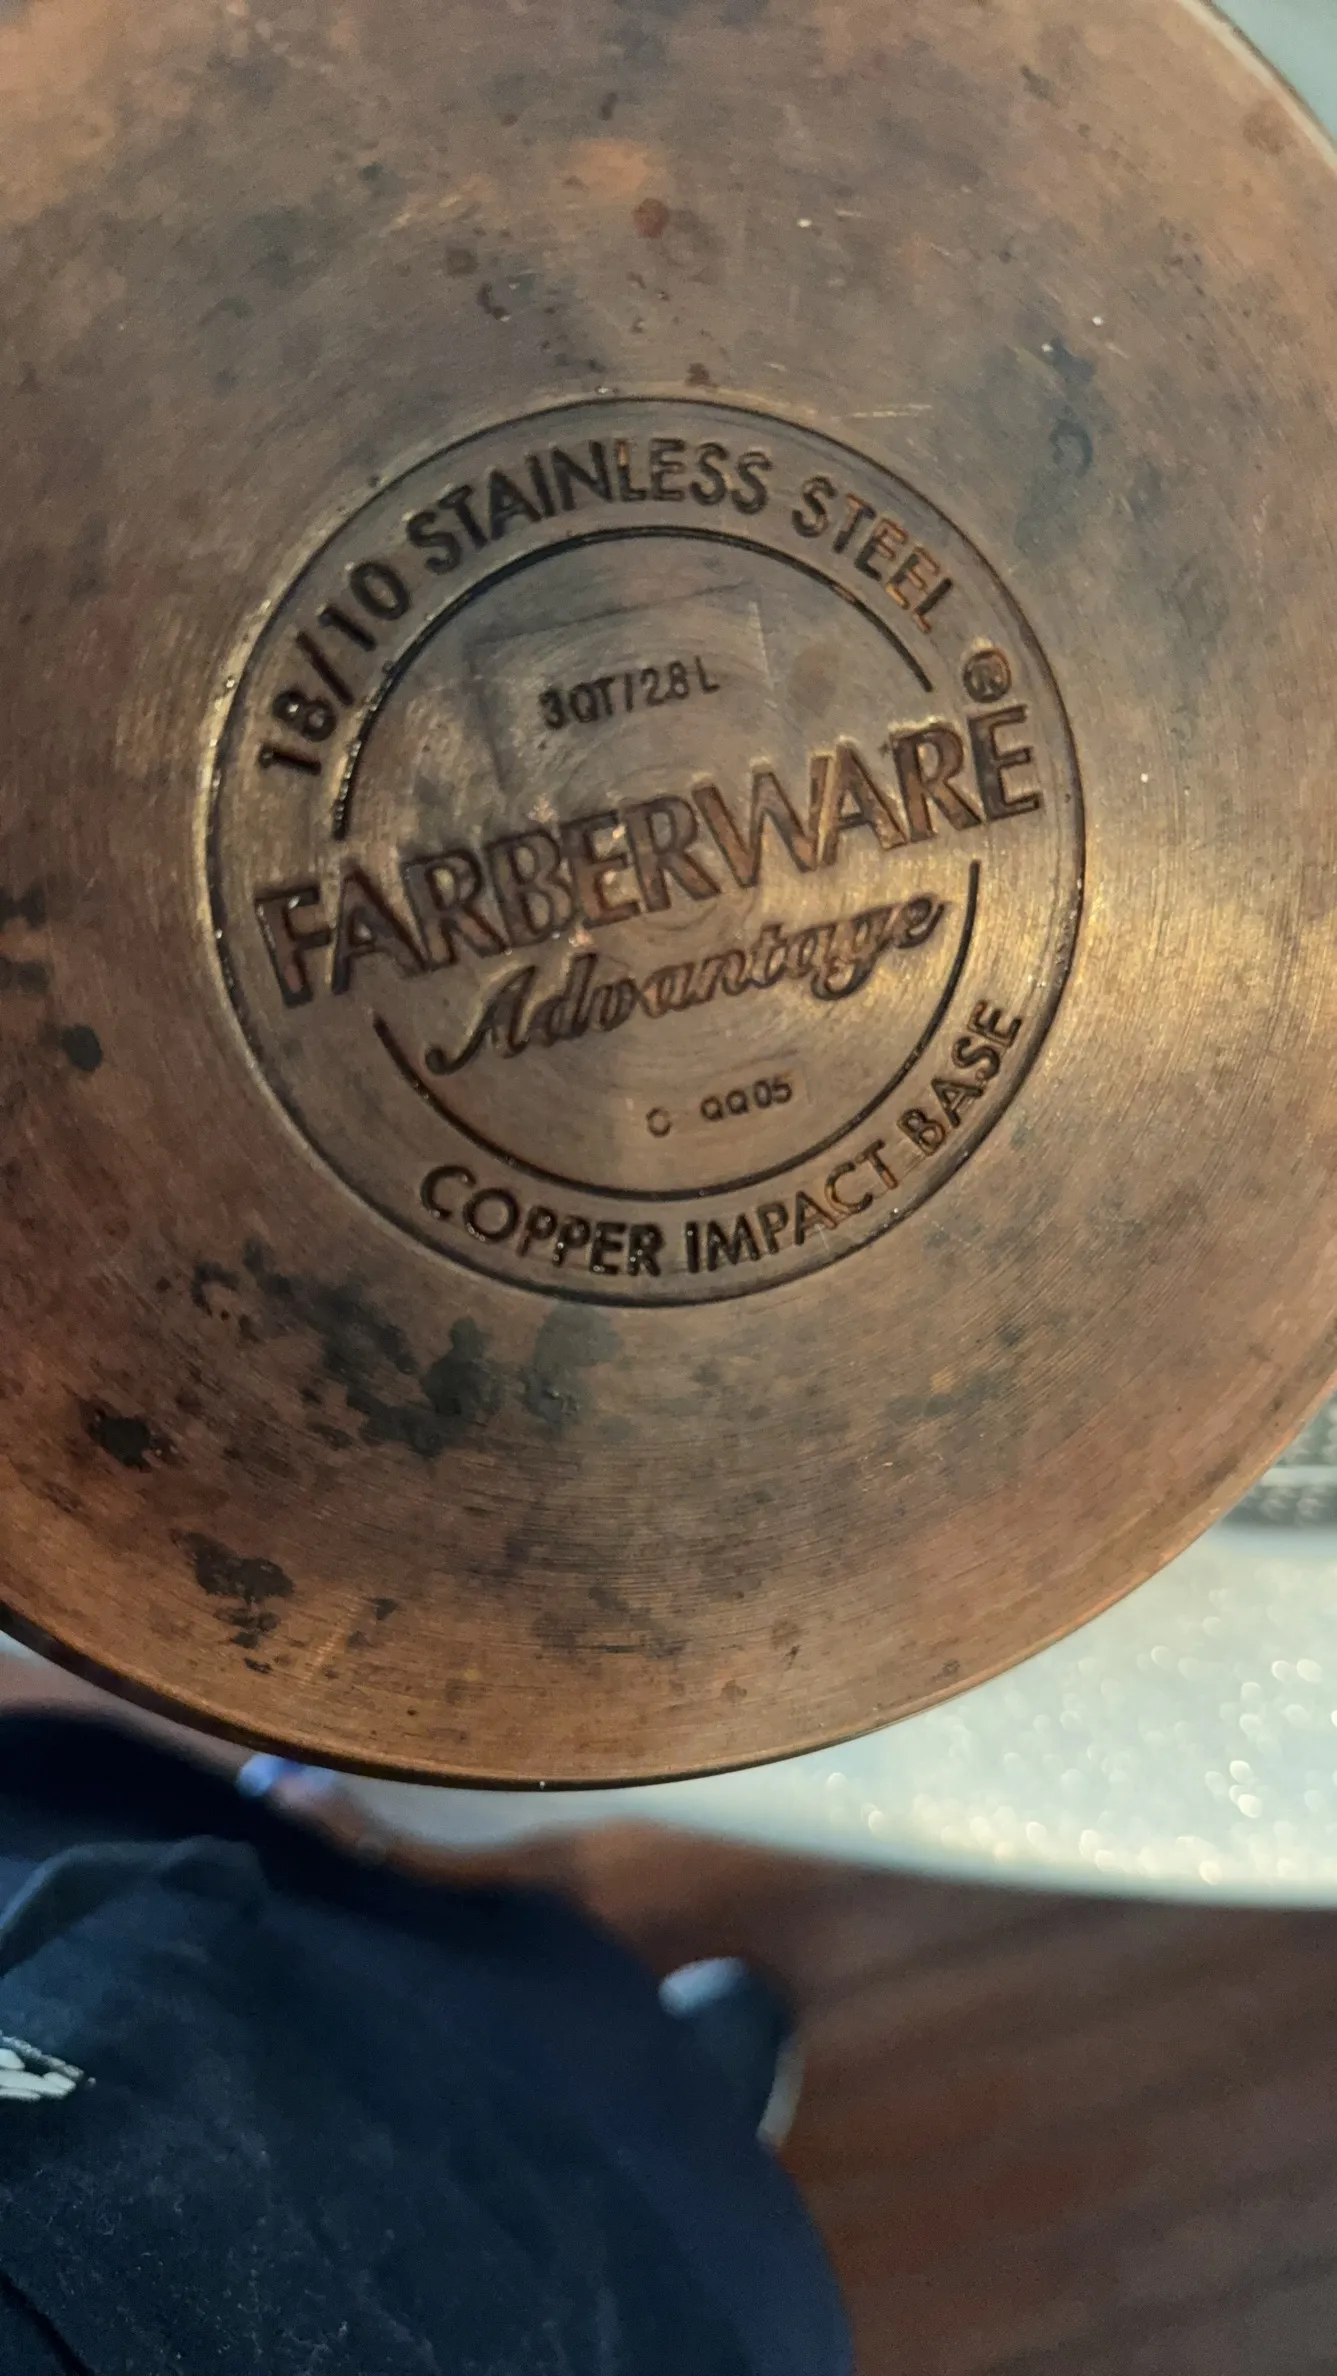 18/10 STAINLESS STEEL
3QT/2.8L
®
FARBERWARE
Advantage
C QQ05
COPPER IMPACT BASE